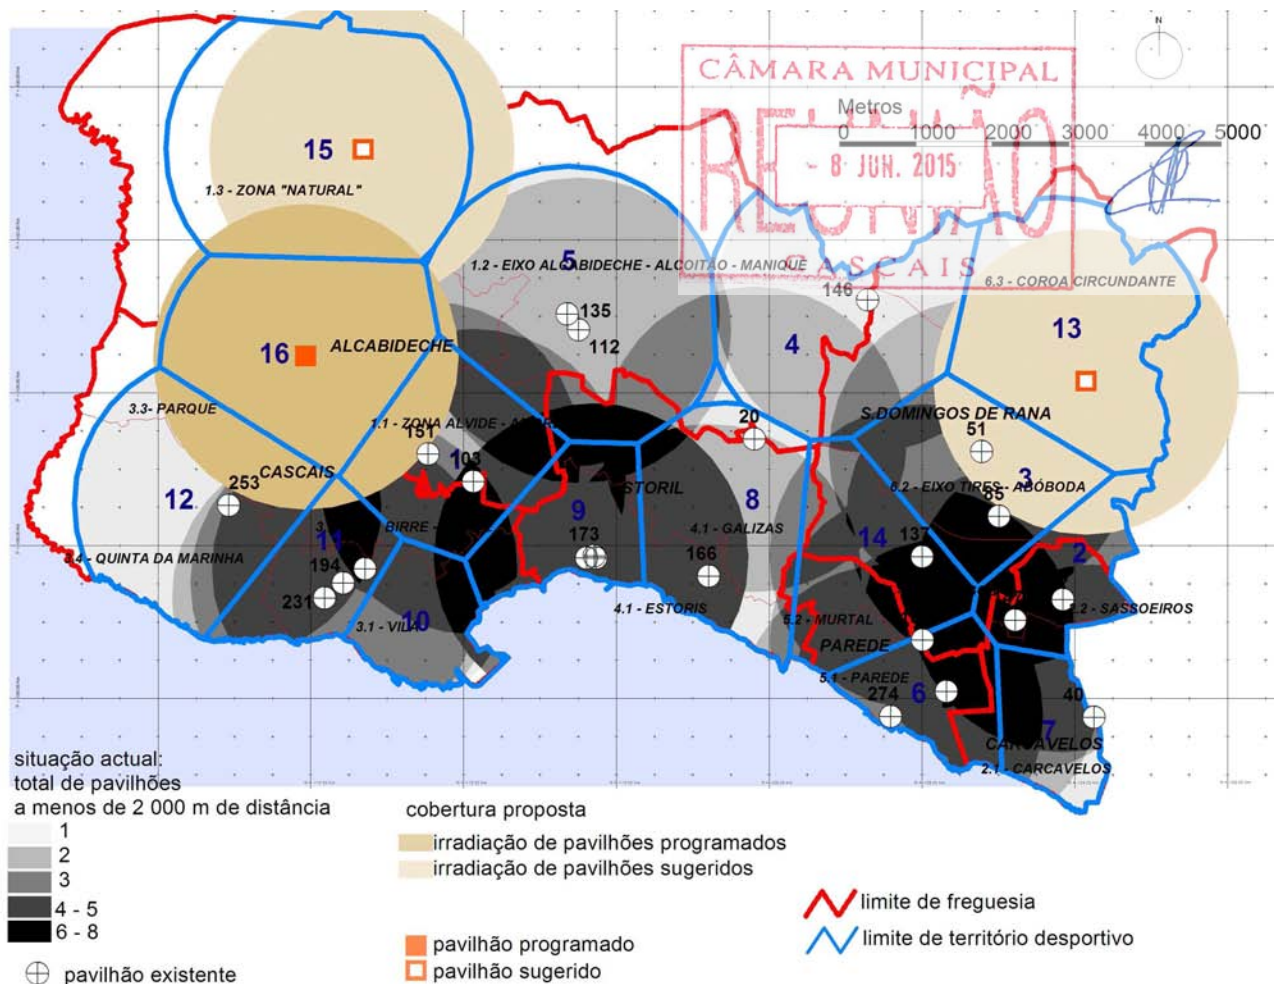 N
CÂMARA MUNICIPAL
REUNIÃO
- 8 JUN. 2015
CASCAIS
Metros
0 1000 2000 3000 4000 5000
15
1.3 - ZONA "NATURAL"
5
1.2 - EIXO ALCABIDECHE - ALCOITÃO - MANIQUE
6.3 - COROA CIRCUNDANTE
146
135
112
13
4
16
ALCABIDECHE
3.3- PARQUE
1.1 - ZONA ALVIDE -
S.DOMINGOS DE RANA
20
51
151
1
103
CASCAIS
253
STORIL
3
6.2 - EIXO TIRES - ABÓBODA
12
8
85
9
11
BIRRE -
4.1 - GALIZAS
173
137
14
2
3.4 - QUINTA DA MARINHA
194
166
231
4.1 - ESTORIS
2.2 - SASSOEIROS
10
3.1 - VILA
5.2 - MURTAL
PAREDE
5.1 - PAREDE
6
274
40
7
CARCAVELOS
2.1 - CARCAVELOS
situação actual:
total de pavilhões
a menos de 2 000 m de distância
1
2
3
4 - 5
6 - 8
pavilhão existente
cobertura proposta
irradiação de pavilhões programados
irradiação de pavilhões sugeridos
pavilhão programado
pavilhão sugerido
limite de freguesia
limite de território desportivo